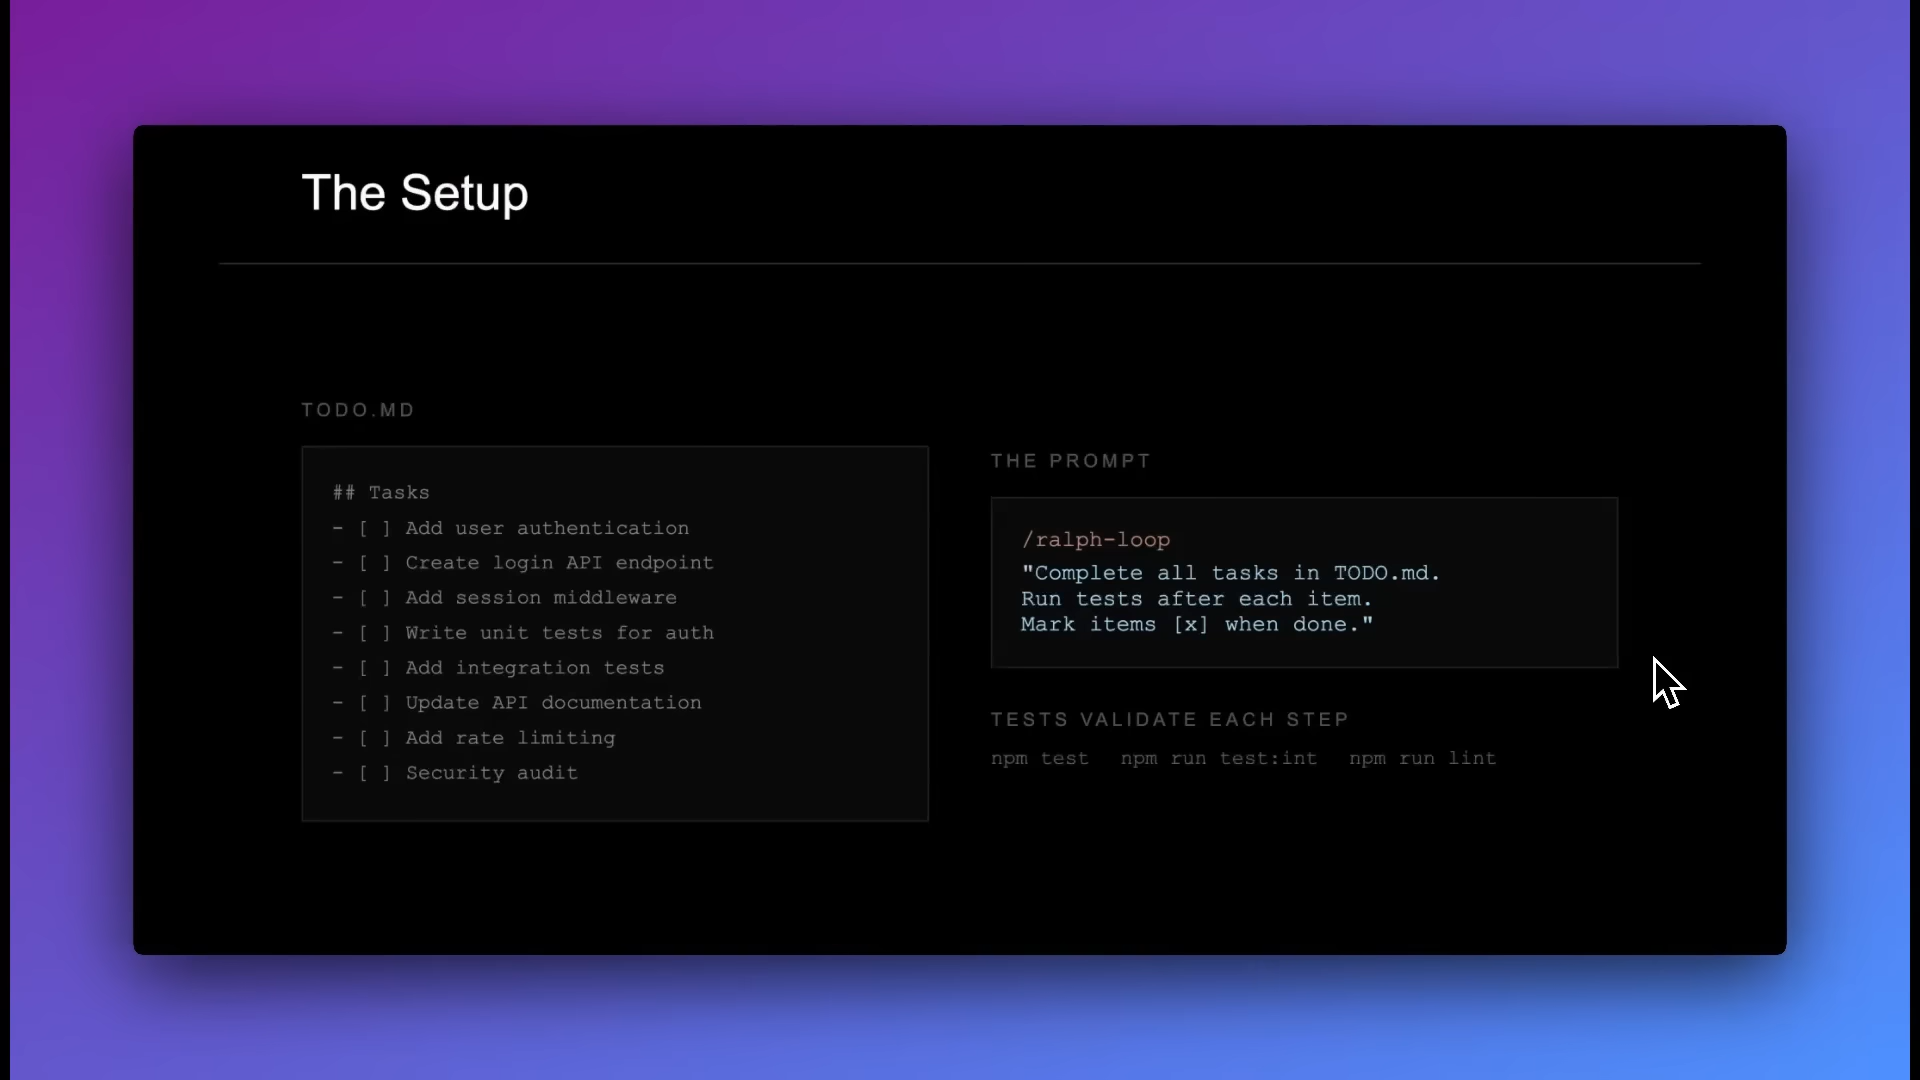 The Setup
TODO.MD
## Tasks
- [ ] Add user authentication
- [ ] Create login API endpoint
- [ ] Add session middleware
- [ ] Write unit tests for auth
- [ ] Add integration tests
- [ ] Update API documentation
- [ ] Add rate limiting
- [ ] Security audit
THE PROMPT
/ralph-loop
"Complete all tasks in TODO.md.
Run tests after each item.
Mark items [x] when done."
TESTS VALIDATE EACH STEP
npm test npm run test:int npm run lint